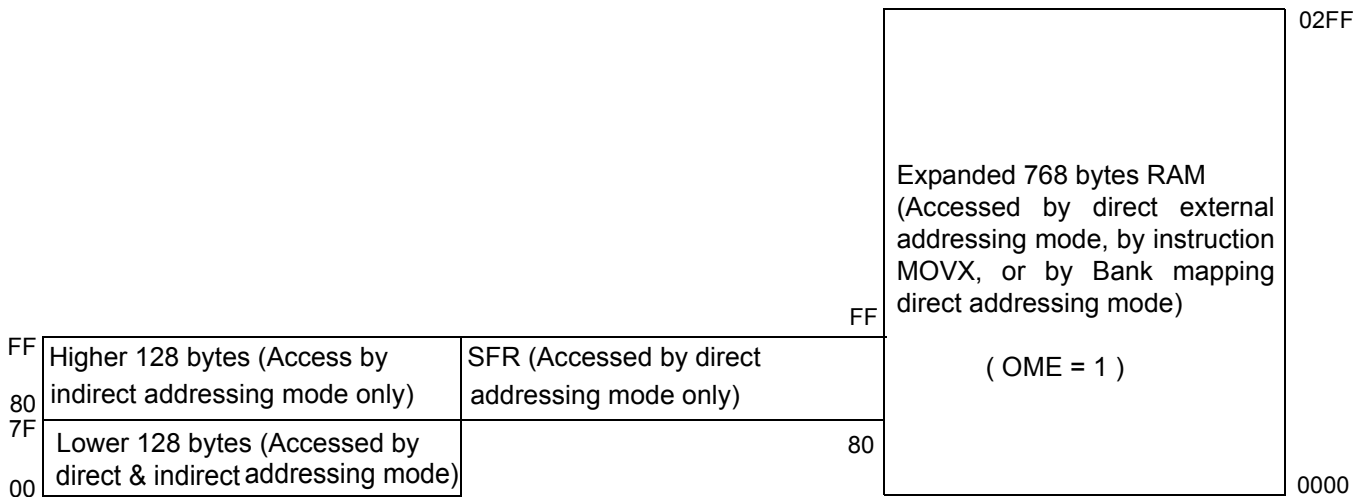 02FF
Expanded 768 bytes RAM
(Accessed by direct external
addressing mode, by instruction
MOVX, or by Bank mapping
direct addressing mode)
( OME = 1 )
0000
FF
Higher 128 bytes (Access by
indirect addressing mode only)
80
FF
SFR (Accessed by direct
addressing mode only)
80
7F
Lower 128 bytes (Accessed by
direct & indirect addressing mode)
00